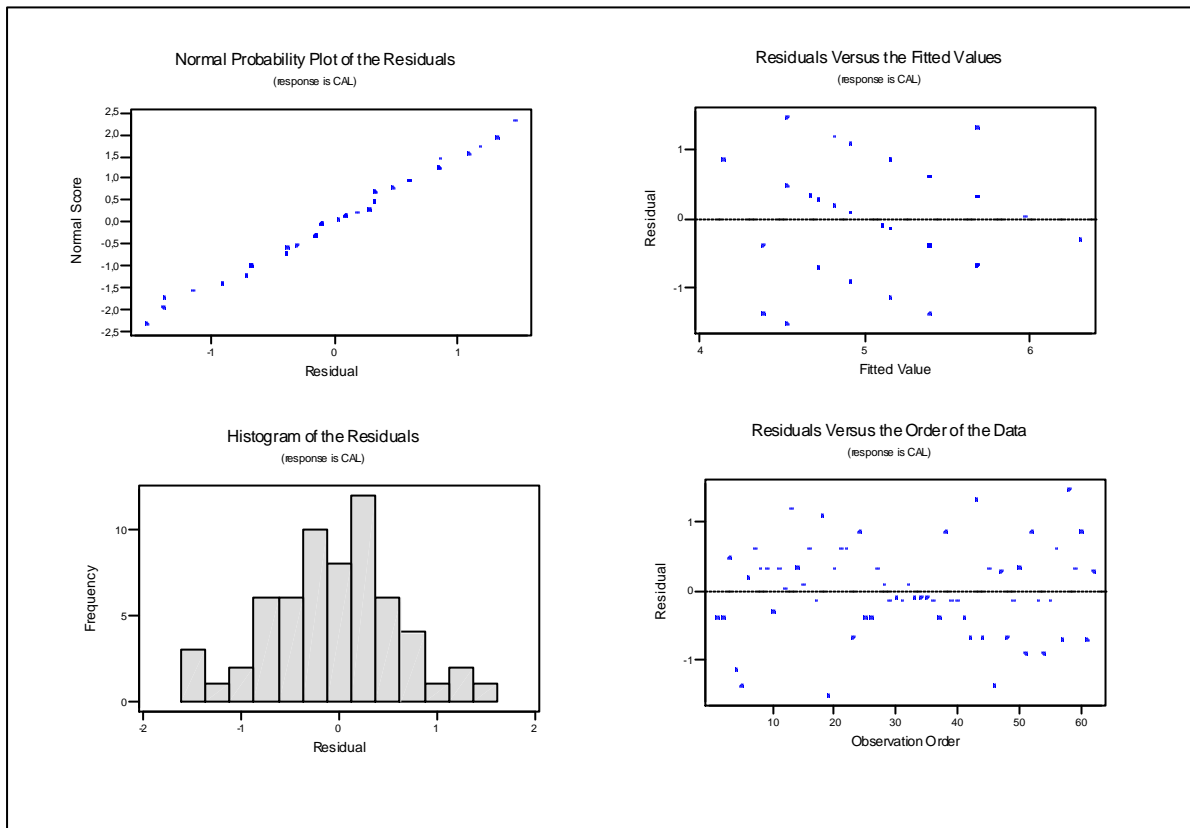 Normal Probability Plot of the Residuals
(response is CAL)
2,5
2,0
1,5
1,0
0,5
0,0
-0,5
-1,0
-1,5
-2,0
-2,5
Normal Score
-1
0
1
Residual
Residuals Versus the Fitted Values
(response is CAL)
1
0
-1
Residual
4
5
6
Fitted Value
Histogram of the Residuals
(response is CAL)
10
5
0
Frequency
-2
-1
0
1
2
Residual
Residuals Versus the Order of the Data
(response is CAL)
1
0
-1
Residual
10
20
30
40
50
60
Observation Order